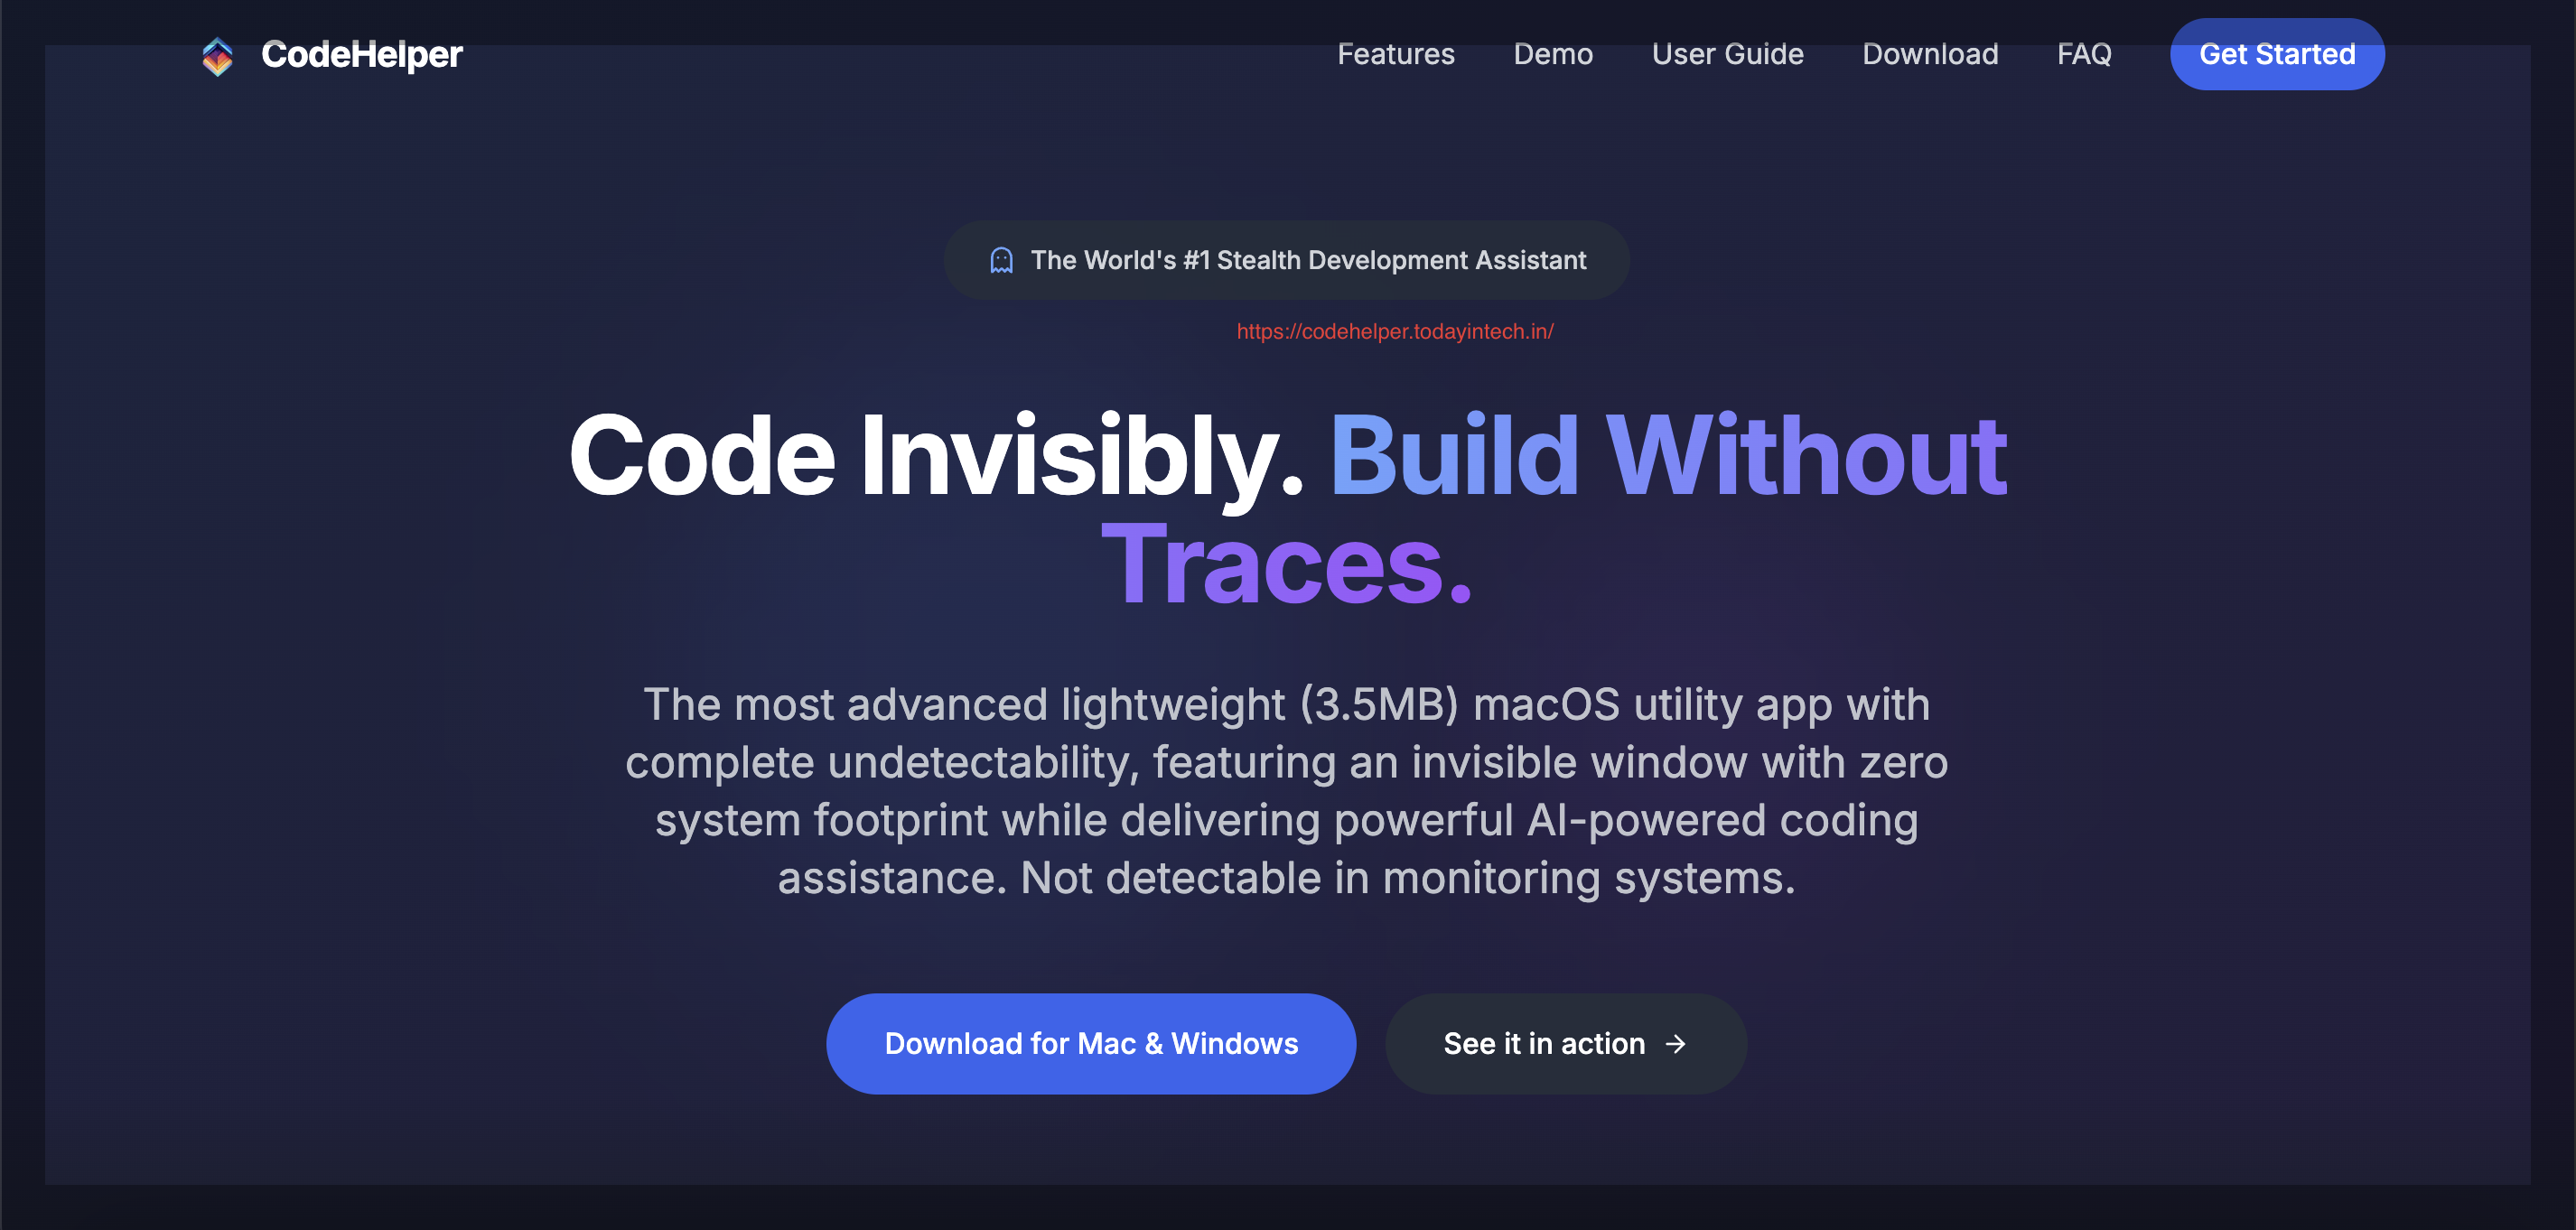 CodeHelper
Features
Demo
User Guide
Download
FAQ
Get Started
The World's #1 Stealth Development Assistant
https://codehelper.todayintech.in/
Code Invisibly. Build Without
Traces.
The most advanced lightweight (3.5MB) macOS utility app with
complete undetectability, featuring an invisible window with zero
system footprint while delivering powerful AI-powered coding
assistance. Not detectable in monitoring systems.
Download for Mac & Windows
See it in action →